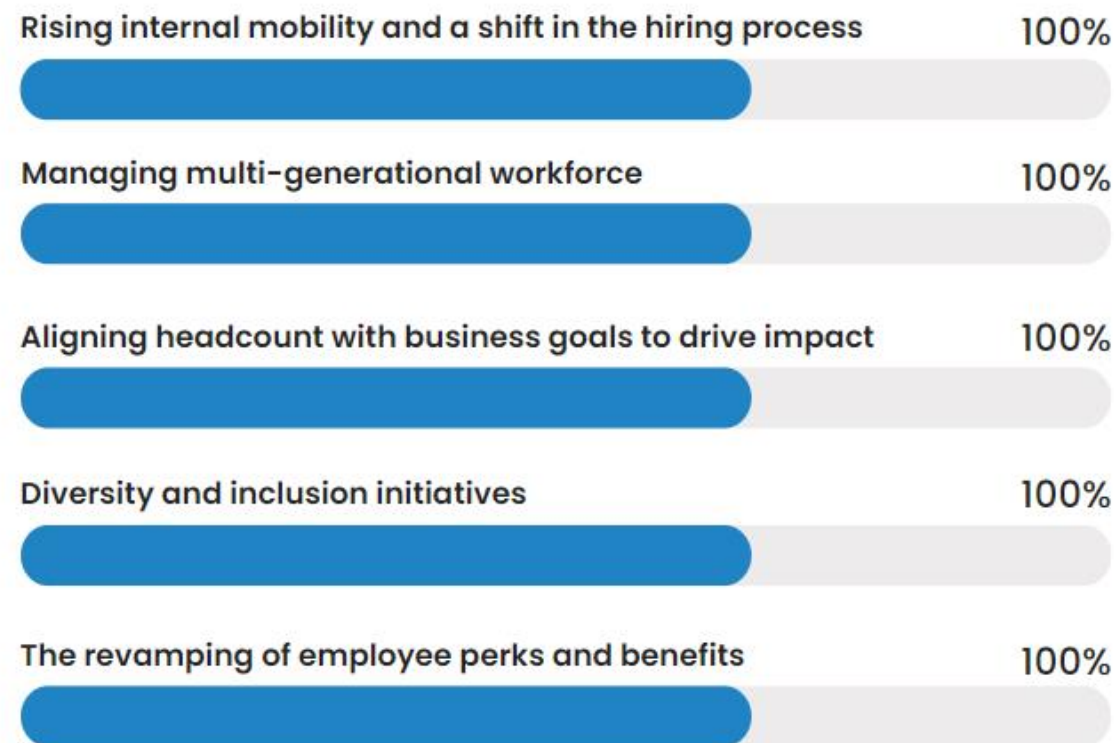 Rising internal mobility and a shift in the hiring process 100%
Managing multi-generational workforce 100%
Aligning headcount with business goals to drive impact 100%
Diversity and inclusion initiatives 100%
The revamping of employee perks and benefits 100%